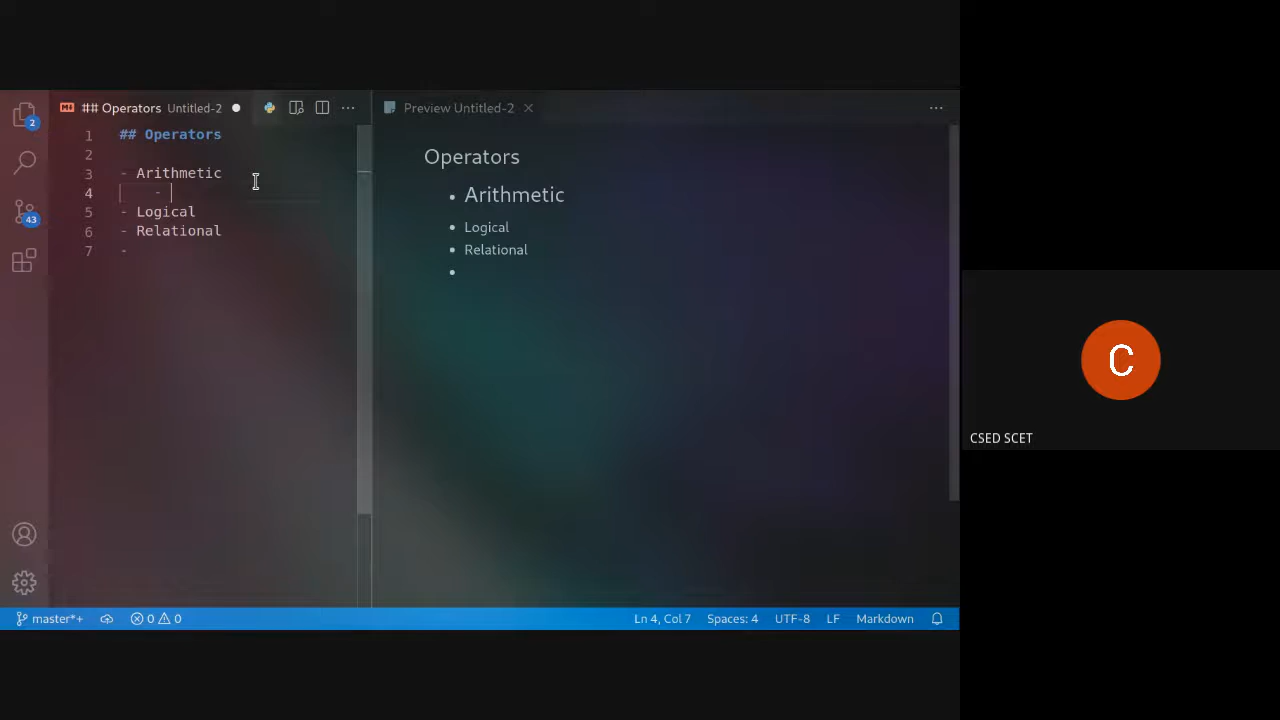 ## Operators Untitled-2
Preview Untitled-2
2
43
1 ## Operators
2
3 - Arithmetic
4 -
5 - Logical
6 - Relational
7 -
Operators
• Arithmetic
• Logical
• Relational
•
C
CSED SCET
master*+ 0 0 Ln 4, Col 7 Spaces: 4 UTF-8 LF Markdown